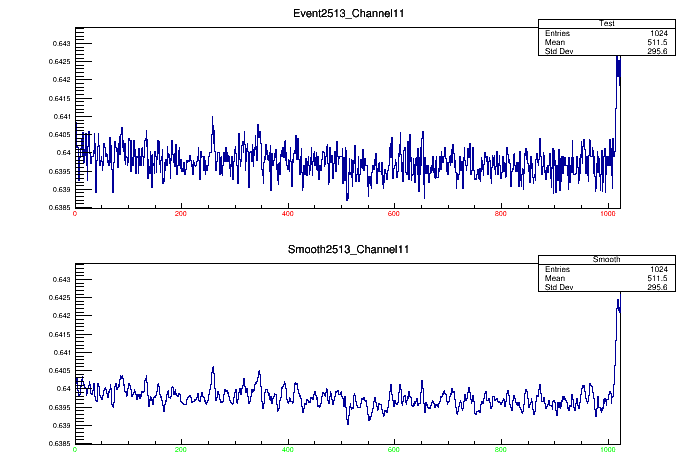 Event2513_Channel11
Test
Entries 1024
Mean 511.5
Std Dev 295.6
0.643
0.6425
0.642
0.6415
0.641
0.6405
0.64
0.6395
0.639
0.6385
0 200 400 600 800 1000
Smooth2513_Channel11
Smooth
Entries 1024
Mean 511.5
Std Dev 295.6
0.643
0.6425
0.642
0.6415
0.641
0.6405
0.64
0.6395
0.639
0.6385
0 200 400 600 800 1000